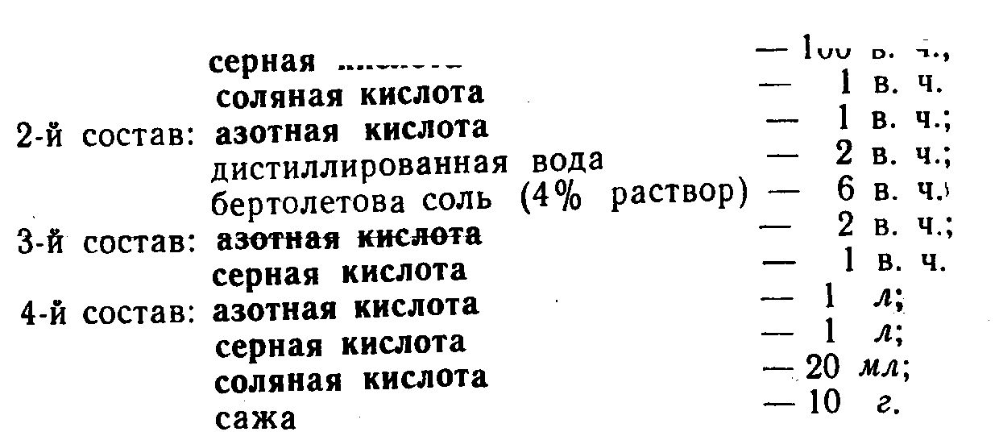 серная — в. ч.,
соляная кислота — 1 в. ч.
2-й состав: азотная кислота — 1 в. ч.;
дистиллированная вода — 2 в. ч.;
бертолетова соль (4% раствор) — 6 в. ч.
3-й состав: азотная кислота — 2 в. ч.;
серная кислота — 1 в. ч.
4-й состав: азотная кислота — 1 л;
серная кислота — 1 л;
соляная кислота — 20 мл;
сажа — 10 г.